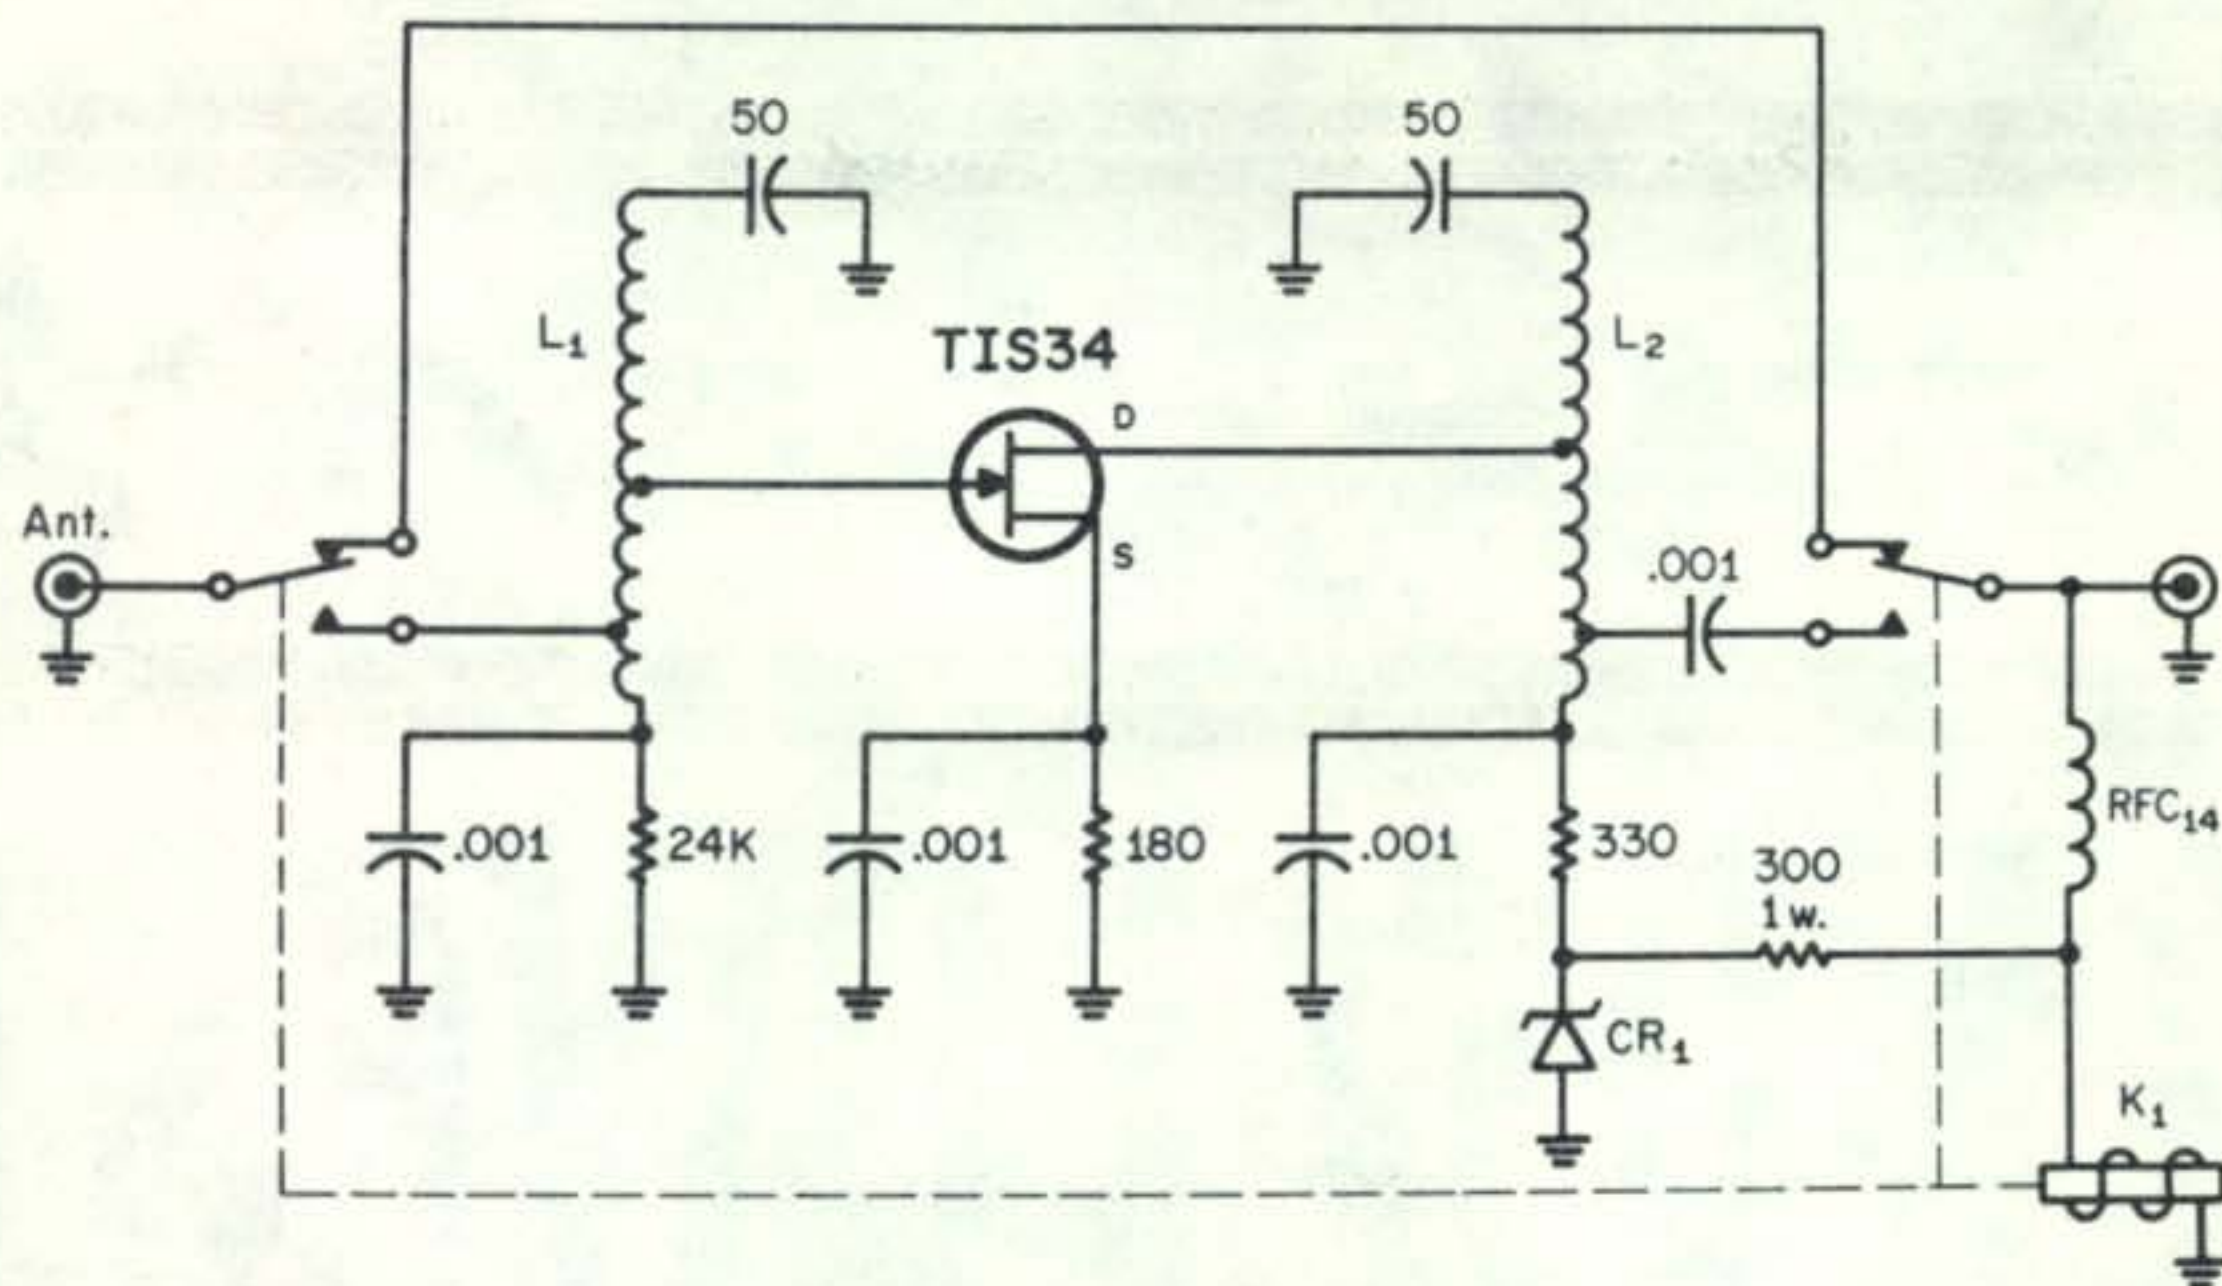 50
50
L₁
TIS34
L₂
D
Ant.
S
.001
.001
24K
.001
180
.001
330
300
1w.
RFC₁₄
CR₁
K₁